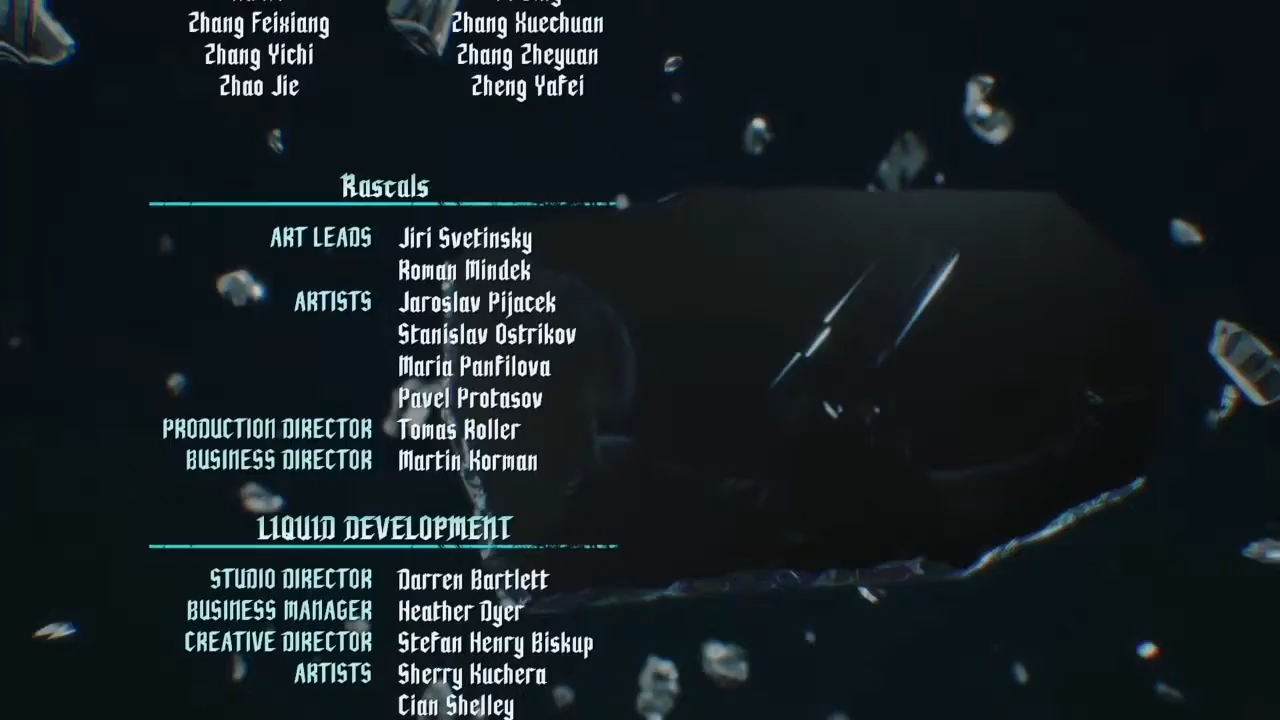 Zhang Feixiang Zhang Xuechuan
Zhang Yichi Zhang Zheyuan
Zhao Jie Zheng Yafei
Rascals
ART LEADS Jiri Svetinsky
Roman Mindek
ARTISTS Jaroslav Pijacek
Stanislav Ostrikov
Maria Panfilova
Pavel Protasov
PRODUCTION DIRECTOR Tomas Roller
BUSINESS DIRECTOR Martin Korman
LIQUID DEVELOPMENT
STUDIO DIRECTOR Darren Bartlett
BUSINESS MANAGER Heather Dyer
CREATIVE DIRECTOR Stefan Henry Biskup
ARTISTS Sherry Kuchera
Cian Shelley